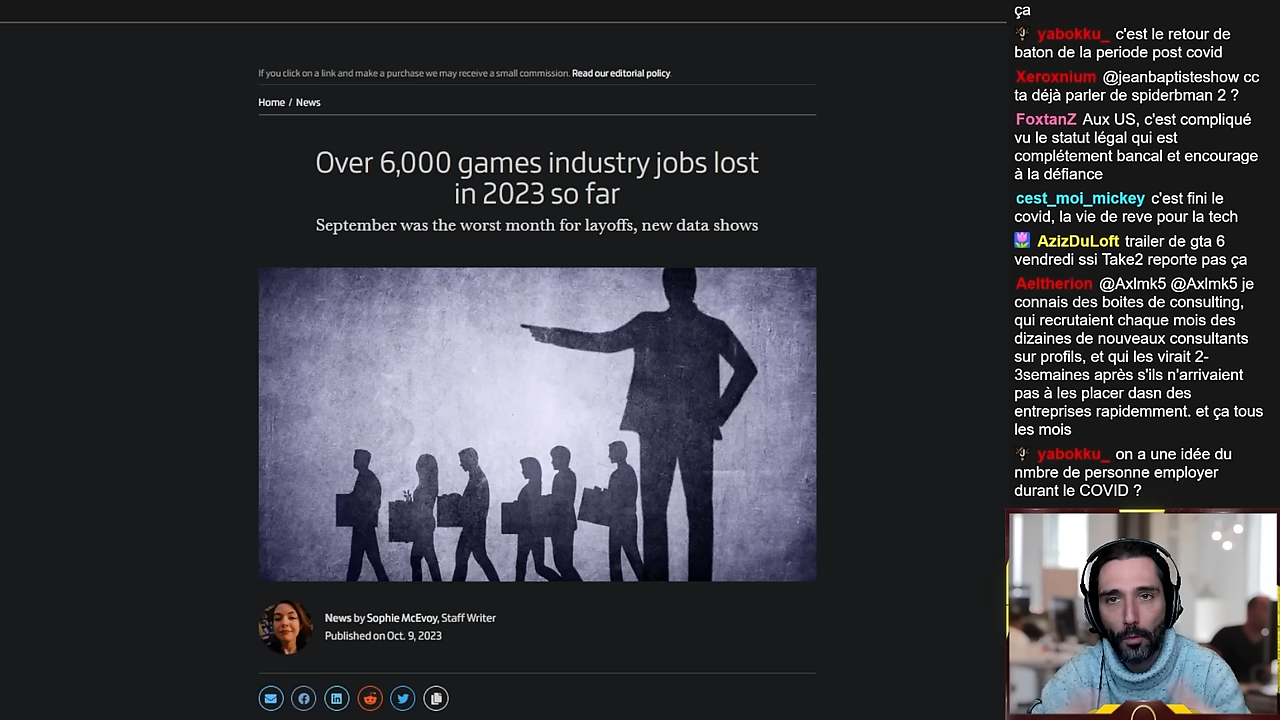 If you click on a link and make a purchase we may receive a small commission. Read our editorial policy.
Home / News
Over 6,000 games industry jobs lost
in 2023 so far
September was the worst month for layoffs, new data shows
News by Sophie McEvoy, Staff Writer
Published on Oct. 9, 2023
ça
yabokku_ c'est le retour de
baton de la periode post covid
Xeroxnium @jeanbaptisteshow cc
ta déjà parler de spiderbman 2 ?
FoxtanZ Aux US, c'est compliqué
vu le statut légal qui est
complétement bancal et encourage
à la défiance
cest_moi_mickey c'est fini le
covid, la vie de reve pour la tech
AzizDuLoft trailer de gta 6
vendredi ssi Take2 reporte pas ça
Aeltherion @Axlmk5 @Axlmk5 je
connais des boites de consulting,
qui recrutaient chaque mois des
dizaines de nouveaux consultants
sur profils, et qui les virait 2-
3semaines après s'ils n'arrivaient
pas à les placer dasn des
entreprises rapidemment. et ça tous
les mois
yabokku_ on a une idée du
nmbre de personne employer
durant le COVID ?